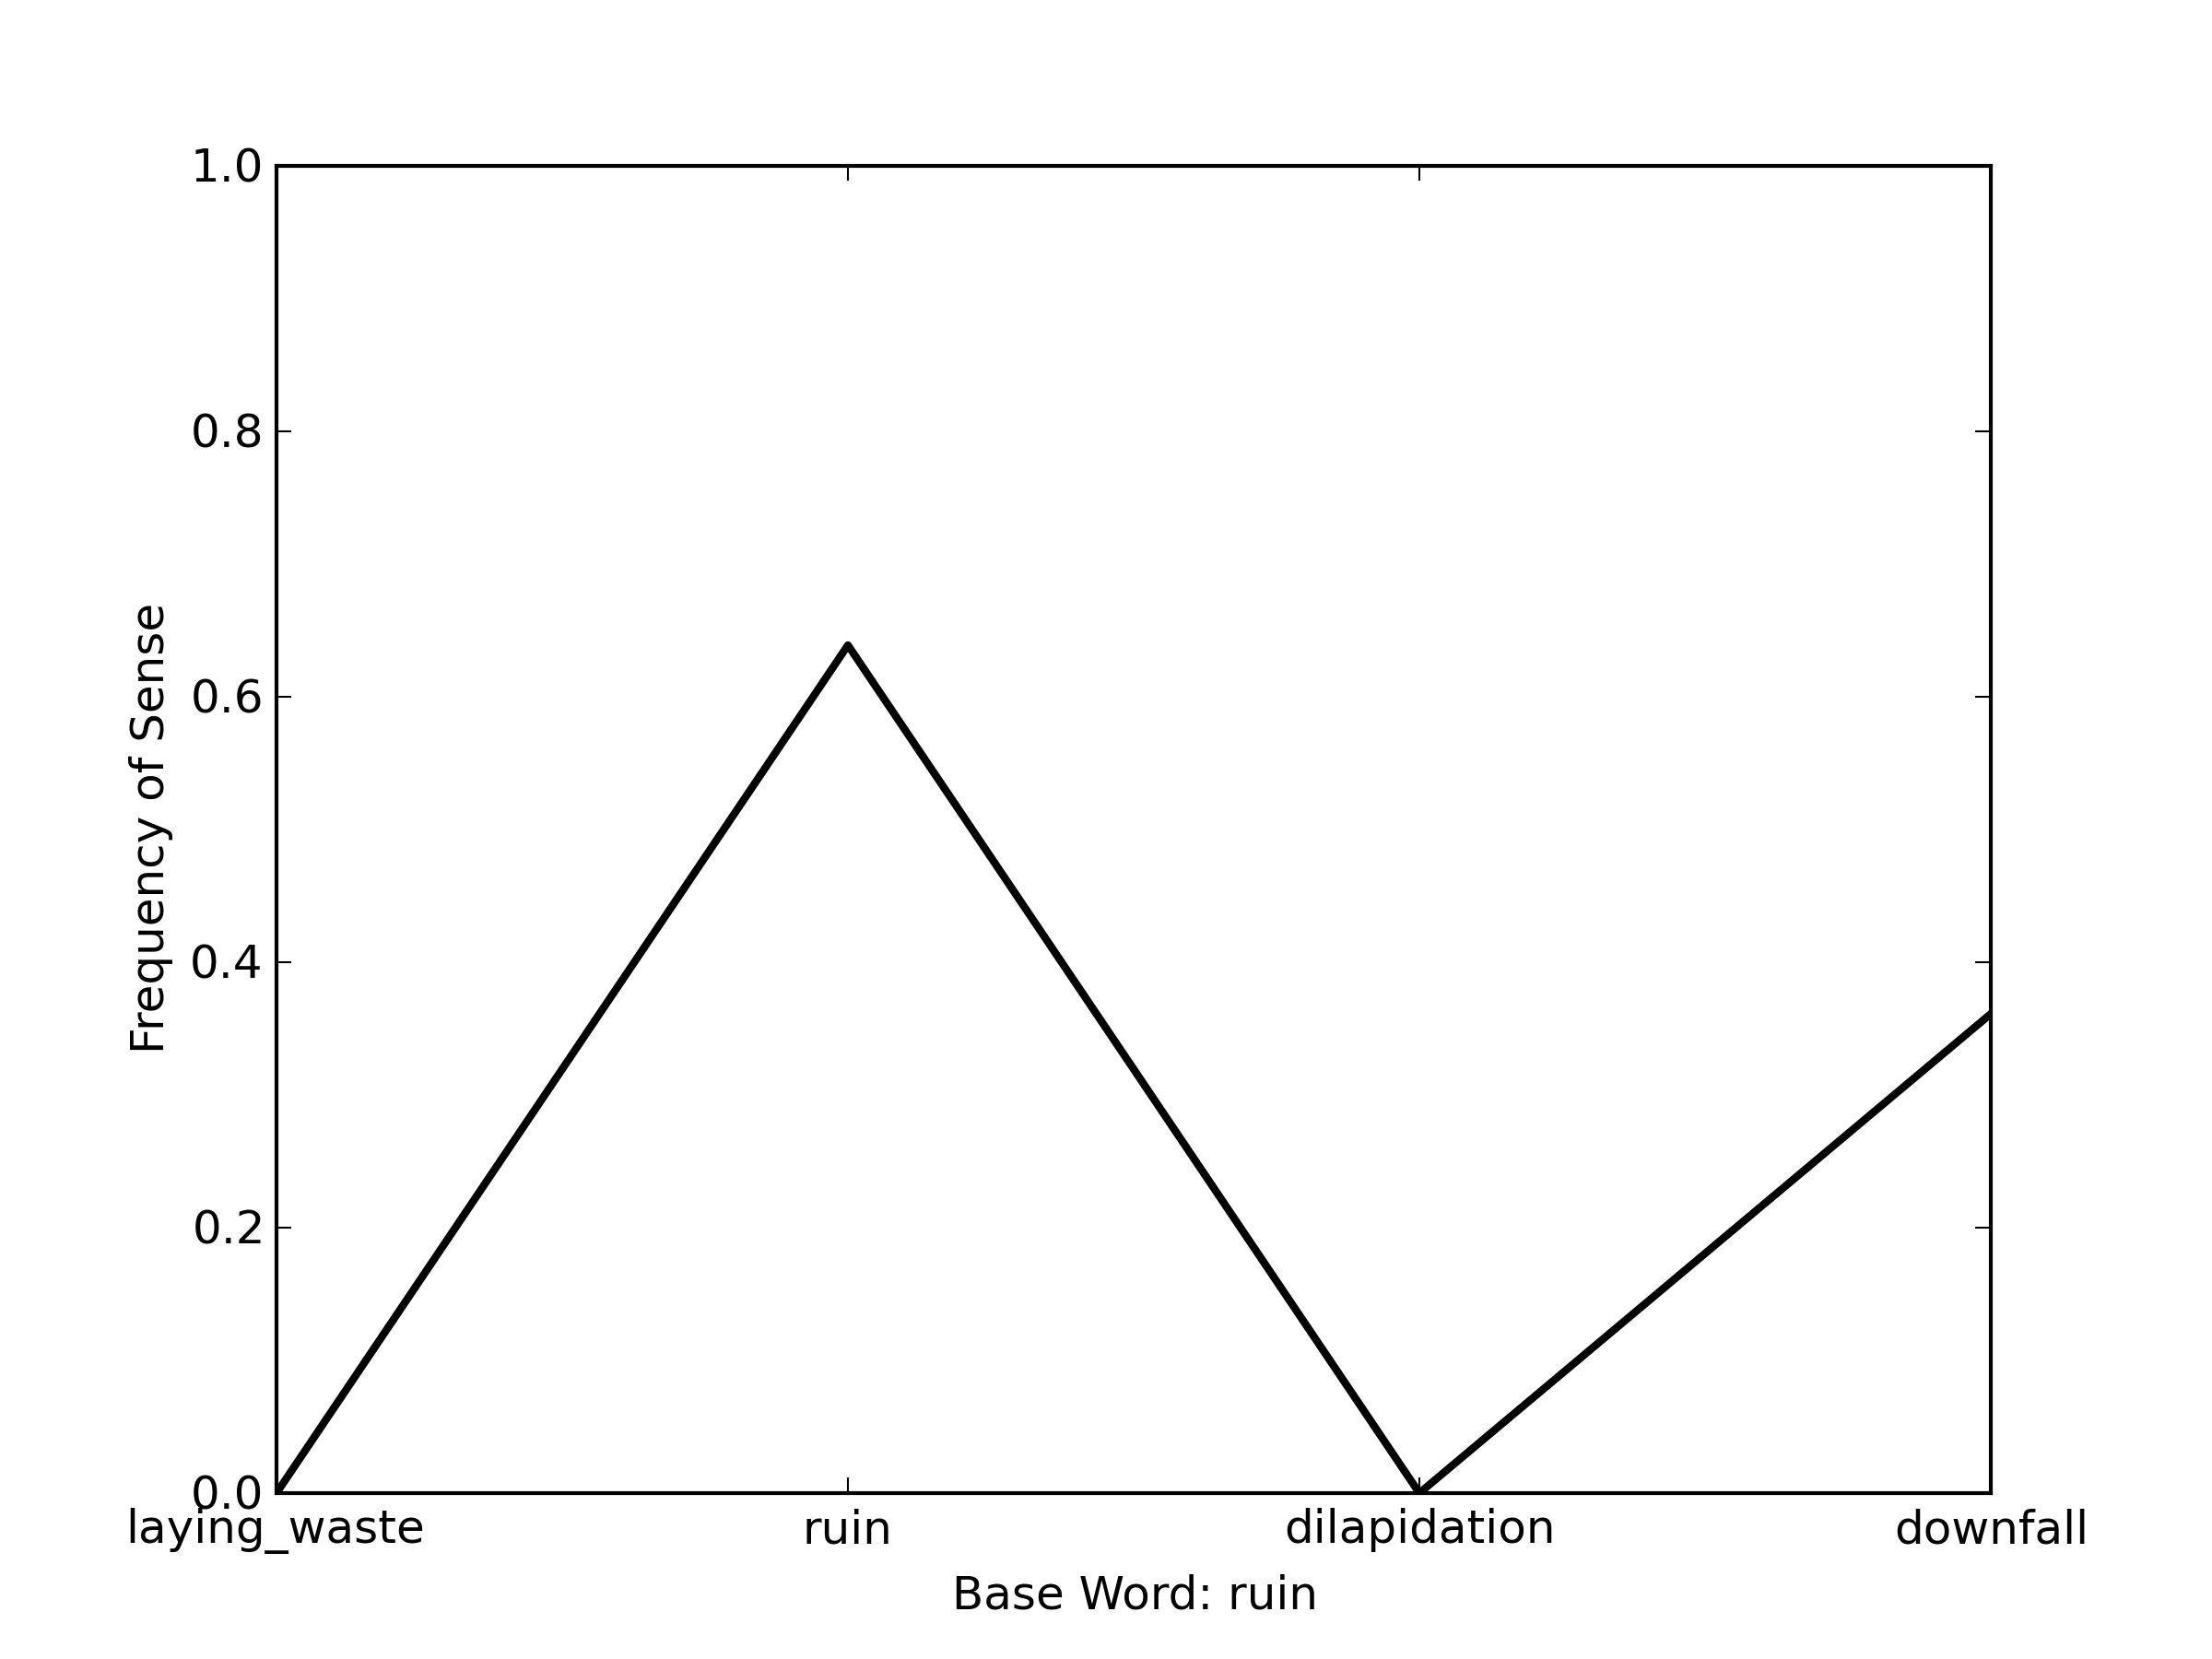 1.0
0.8
0.6
0.4
0.2
0.0
Frequency of Sense
laying_waste ruin dilapidation downfall
Base Word: ruin